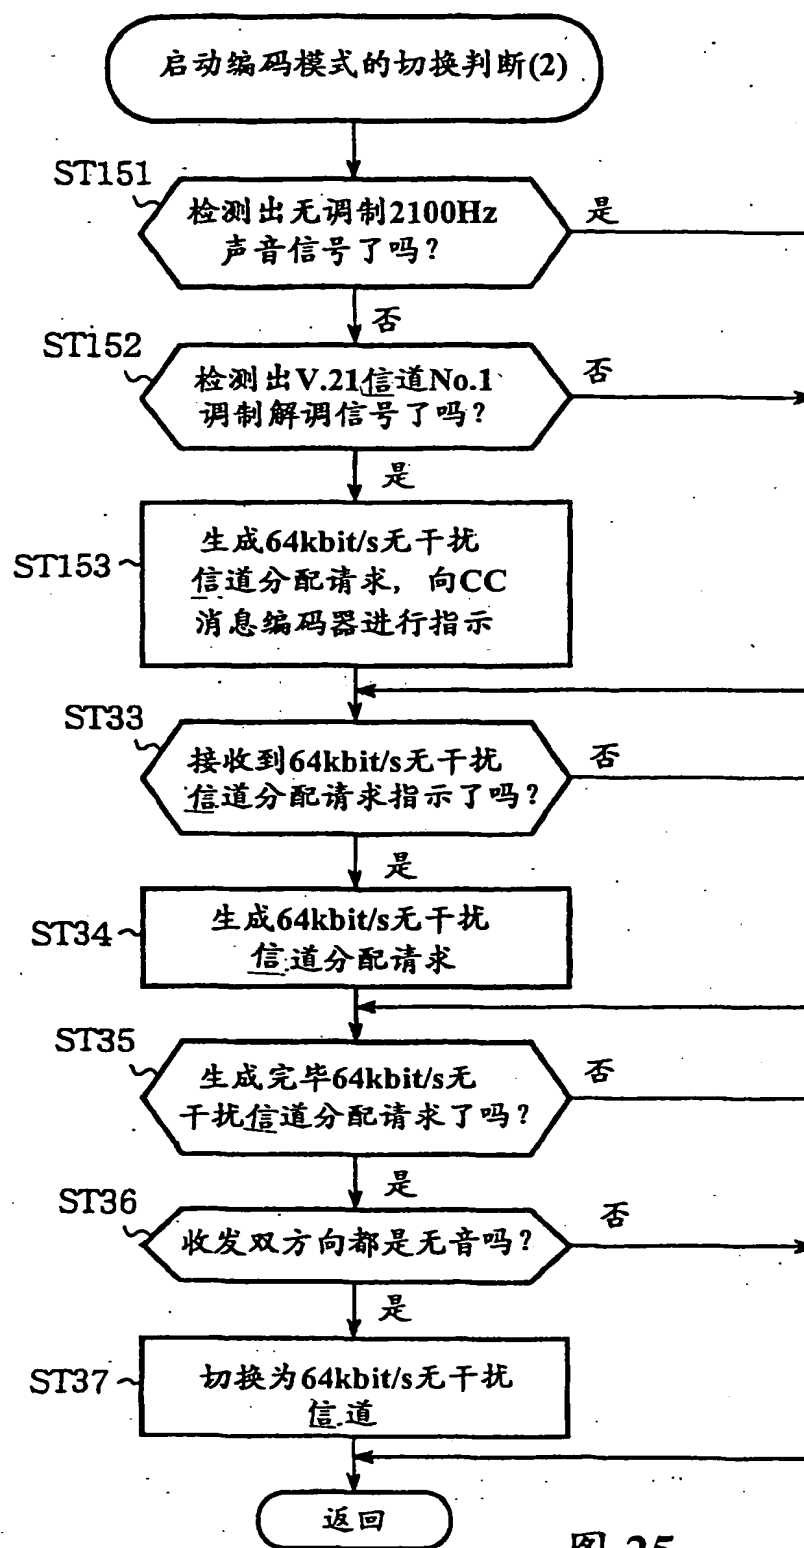 启动编码模式的切换判断(2)
ST151
检测出无调制2100Hz
声音信号了吗?
是
否
ST152
检测出V.21信道No.1
调制解调信号了吗?
否
是
ST153
生成64kbit/s无干扰
信道分配请求, 向CC
消息编码器进行指示
ST33
接收到64kbit/s无干扰
信道分配请求指示了吗?
否
是
ST34
生成64kbit/s无干扰
信道分配请求
ST35
生成完毕64kbit/s无
干扰信道分配请求了吗?
否
是
ST36
收发双方向都是无音吗?
否
是
ST37
切换为64kbit/s无干扰
信道
返回
图 25